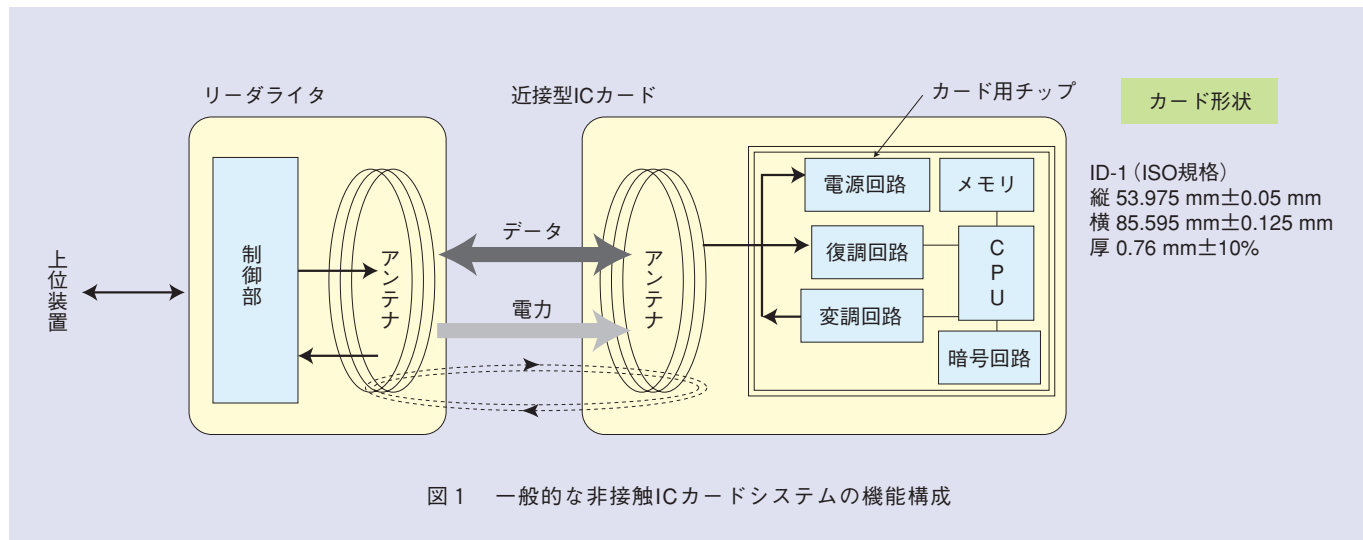 リーダライタ
近接型ICカード
カード用チップ
カード形状
ID-1(ISO規格)
縦 53.975 mm±0.05 mm
横 85.595 mm±0.125 mm
厚 0.76 mm±10%
上位装置
制御部
アンテナ
データ
電力
アンテナ
電源回路
メモリ
復調回路
CPU
変調回路
暗号回路
図1 一般的な非接触ICカードシステムの機能構成